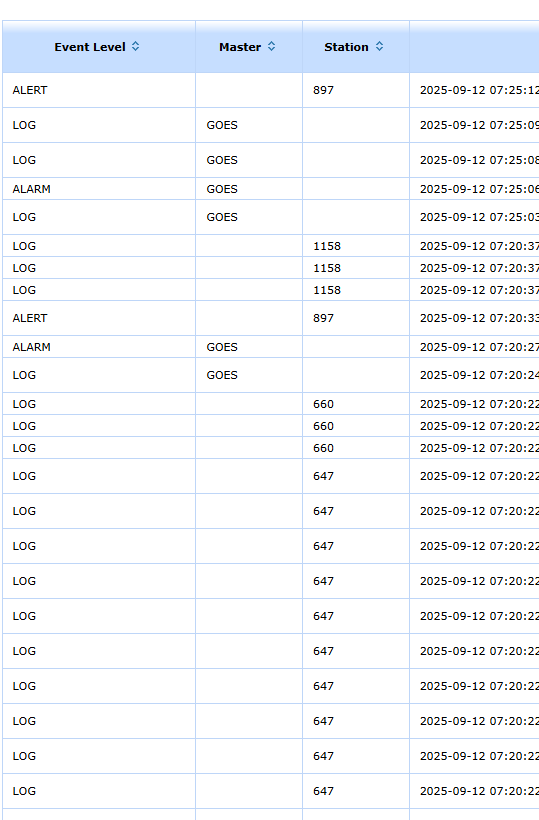 Event Level Master Station
ALERT 897 2025-09-12 07:25:12
LOG GOES 2025-09-12 07:25:09
LOG GOES 2025-09-12 07:25:08
ALARM GOES 2025-09-12 07:25:06
LOG GOES 2025-09-12 07:25:03
LOG 1158 2025-09-12 07:20:37
LOG 1158 2025-09-12 07:20:37
LOG 1158 2025-09-12 07:20:37
ALERT 897 2025-09-12 07:20:33
ALARM GOES 2025-09-12 07:20:27
LOG GOES 2025-09-12 07:20:24
LOG 660 2025-09-12 07:20:22
LOG 660 2025-09-12 07:20:22
LOG 660 2025-09-12 07:20:22
LOG 647 2025-09-12 07:20:22
LOG 647 2025-09-12 07:20:22
LOG 647 2025-09-12 07:20:22
LOG 647 2025-09-12 07:20:22
LOG 647 2025-09-12 07:20:22
LOG 647 2025-09-12 07:20:22
LOG 647 2025-09-12 07:20:22
LOG 647 2025-09-12 07:20:22
LOG 647 2025-09-12 07:20:22
LOG 647 2025-09-12 07:20:22